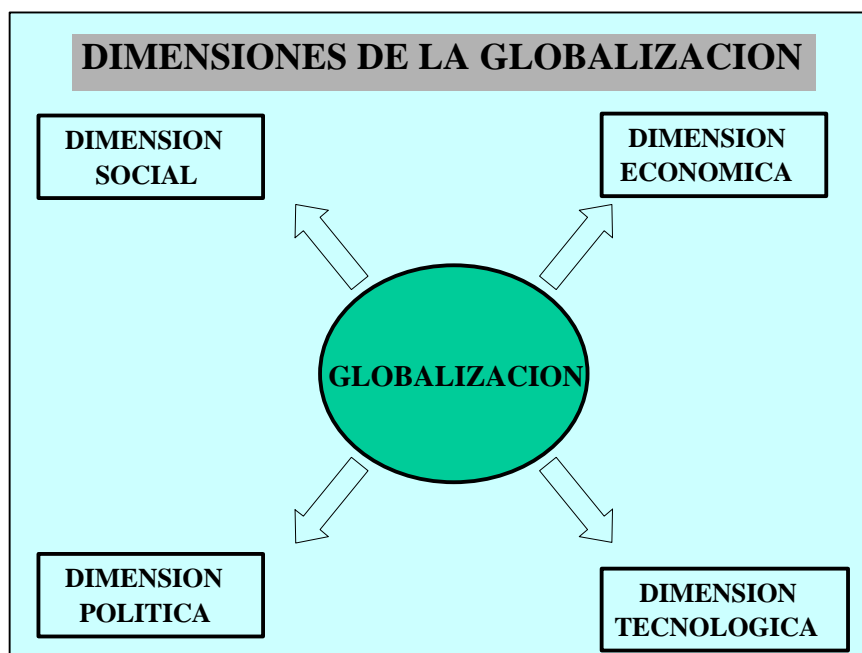 DIMENSIONES DE LA GLOBALIZACION
DIMENSION
SOCIAL
DIMENSION
ECONOMICA
GLOBALIZACION
DIMENSION
POLITICA
DIMENSION
TECNOLOGICA